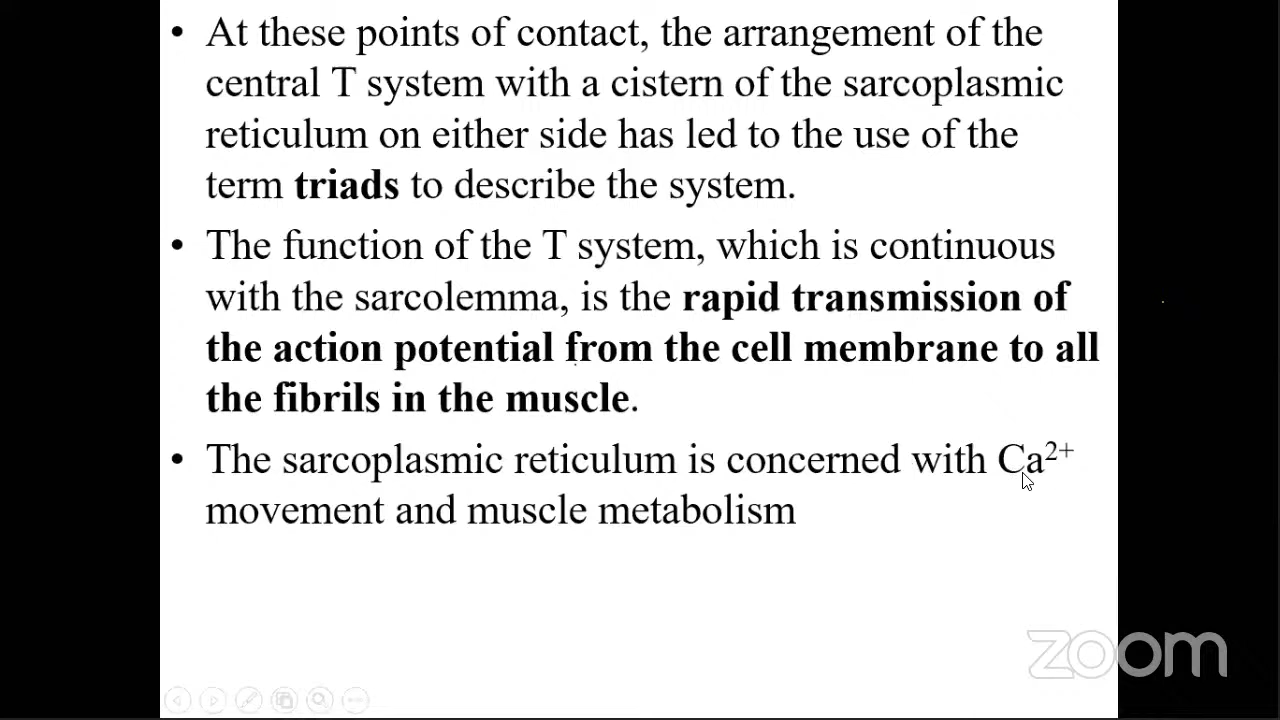 • At these points of contact, the arrangement of the
central T system with a cistern of the sarcoplasmic
reticulum on either side has led to the use of the
term triads to describe the system.
• The function of the T system, which is continuous
with the sarcolemma, is the rapid transmission of
the action potential from the cell membrane to all
the fibrils in the muscle.
• The sarcoplasmic reticulum is concerned with Ca²⁺
movement and muscle metabolism
zoom